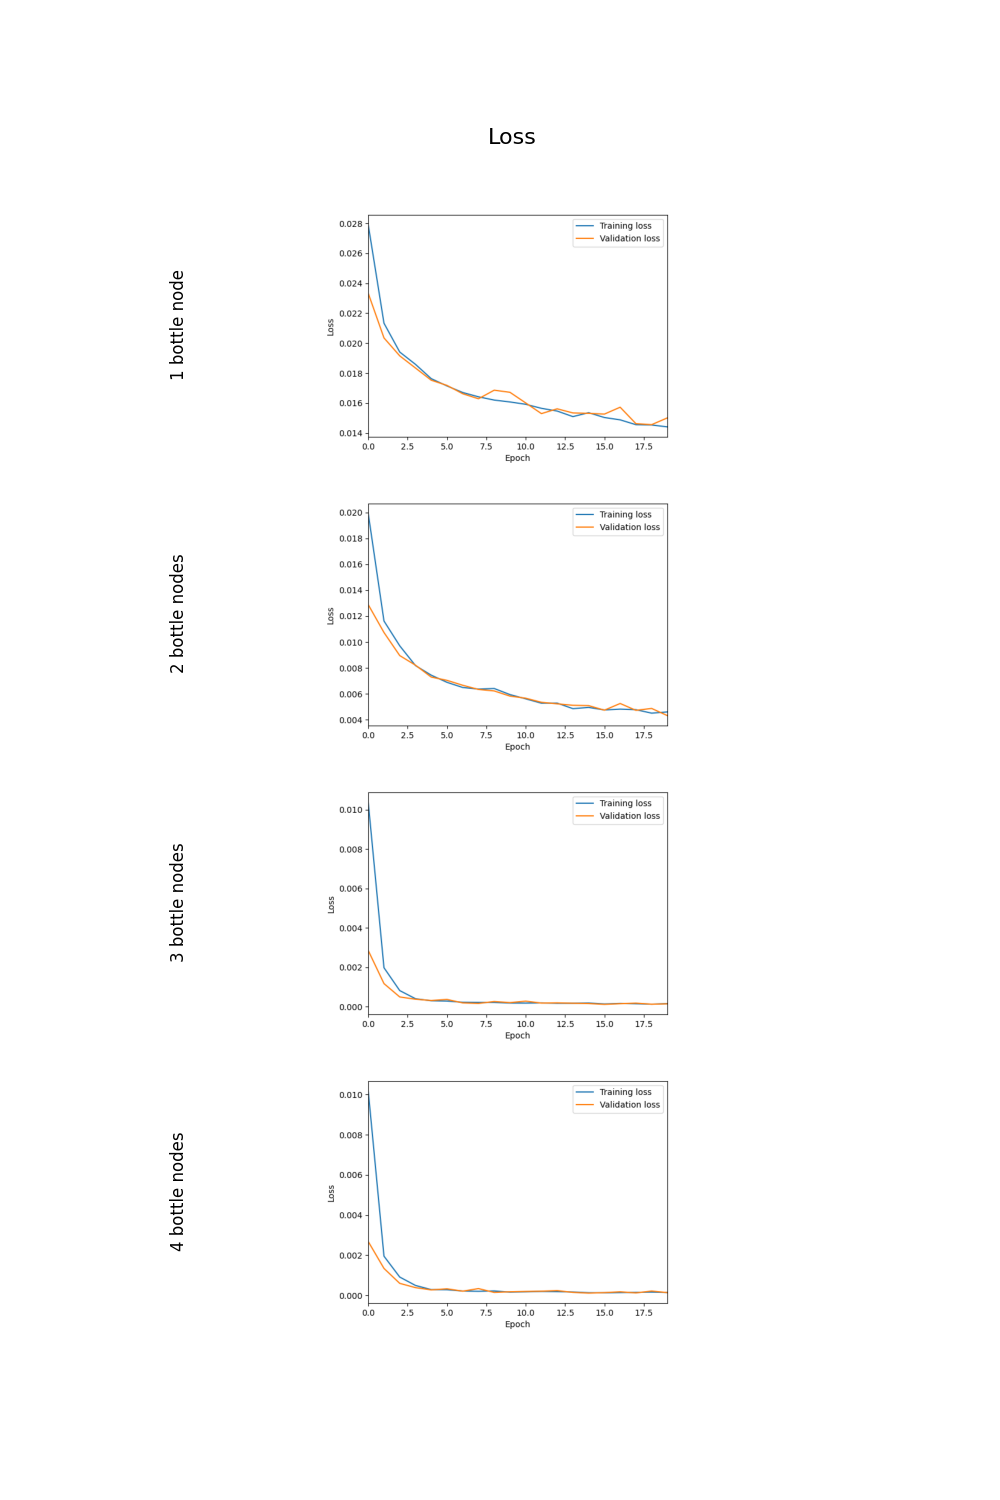 Loss
1 bottle node
0.028
0.026
0.024
0.022
0.020
0.018
0.016
0.014
Loss
Training loss
Validation loss
0.0 2.5 5.0 7.5 10.0 12.5 15.0 17.5
Epoch
2 bottle nodes
0.020
0.018
0.016
0.014
0.012
0.010
0.008
0.006
0.004
Loss
Training loss
Validation loss
0.0 2.5 5.0 7.5 10.0 12.5 15.0 17.5
Epoch
3 bottle nodes
0.010
0.008
0.006
0.004
0.002
0.000
Loss
Training loss
Validation loss
0.0 2.5 5.0 7.5 10.0 12.5 15.0 17.5
Epoch
4 bottle nodes
0.010
0.008
0.006
0.004
0.002
0.000
Loss
Training loss
Validation loss
0.0 2.5 5.0 7.5 10.0 12.5 15.0 17.5
Epoch